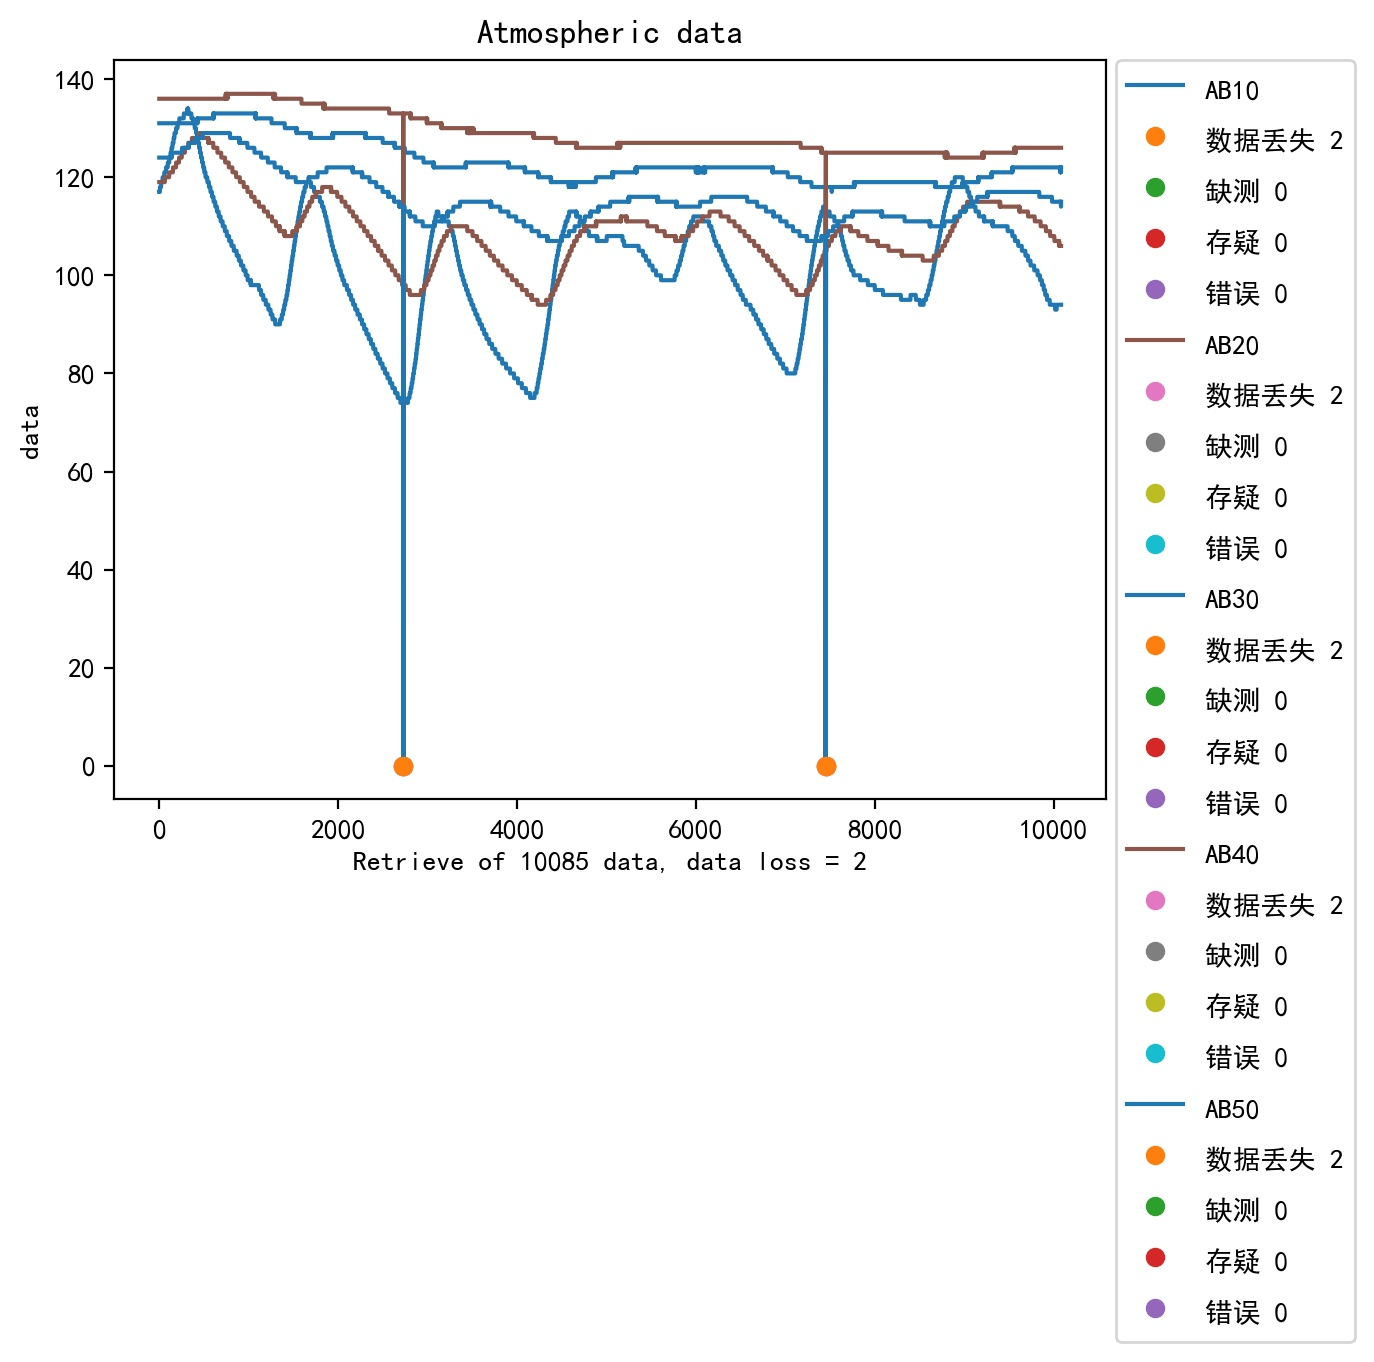 Atmospheric data
140
120
100
80
60
40
20
0
data
0 2000 4000 6000 8000 10000
Retrieve of 10085 data, data loss = 2
AB10
数据丢失 2
缺测 0
存疑 0
错误 0
AB20
数据丢失 2
缺测 0
存疑 0
错误 0
AB30
数据丢失 2
缺测 0
存疑 0
错误 0
AB40
数据丢失 2
缺测 0
存疑 0
错误 0
AB50
数据丢失 2
缺测 0
存疑 0
错误 0